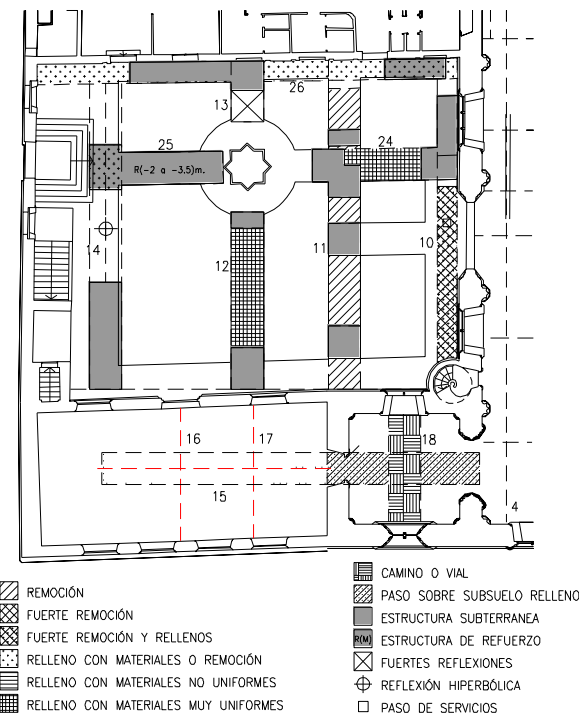 26
13
25
24
R(-2 a -3.5)m.
14
12
11
10
16
17
18
15
4
REMOCIÓN
FUERTE REMOCIÓN
FUERTE REMOCIÓN Y RELLENOS
RELLENO CON MATERIALES O REMOCIÓN
RELLENO CON MATERIALES NO UNIFORMES
RELLENO CON MATERIALES MUY UNIFORMES
CAMINO O VIAL
PASO SOBRE SUBSUELO RELLENO
ESTRUCTURA SUBTERRANEA
R(M) ESTRUCTURA DE REFUERZO
FUERTES REFLEXIONES
REFLEXIÓN HIPERBÓLICA
PASO DE SERVICIOS